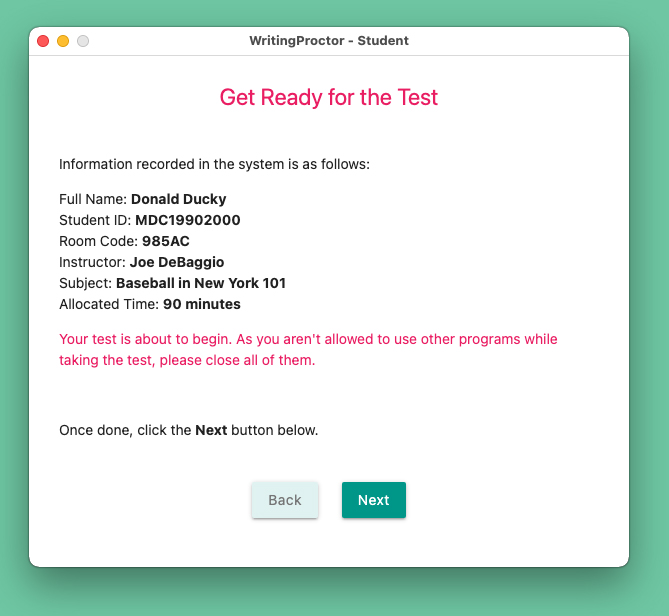 WritingProctor - Student
Get Ready for the Test
Information recorded in the system is as follows:
Full Name: Donald Ducky
Student ID: MDC19902000
Room Code: 985AC
Instructor: Joe DeBaggio
Subject: Baseball in New York 101
Allocated Time: 90 minutes
Your test is about to begin. As you aren't allowed to use other programs while
taking the test, please close all of them.
Once done, click the Next button below.
Back
Next